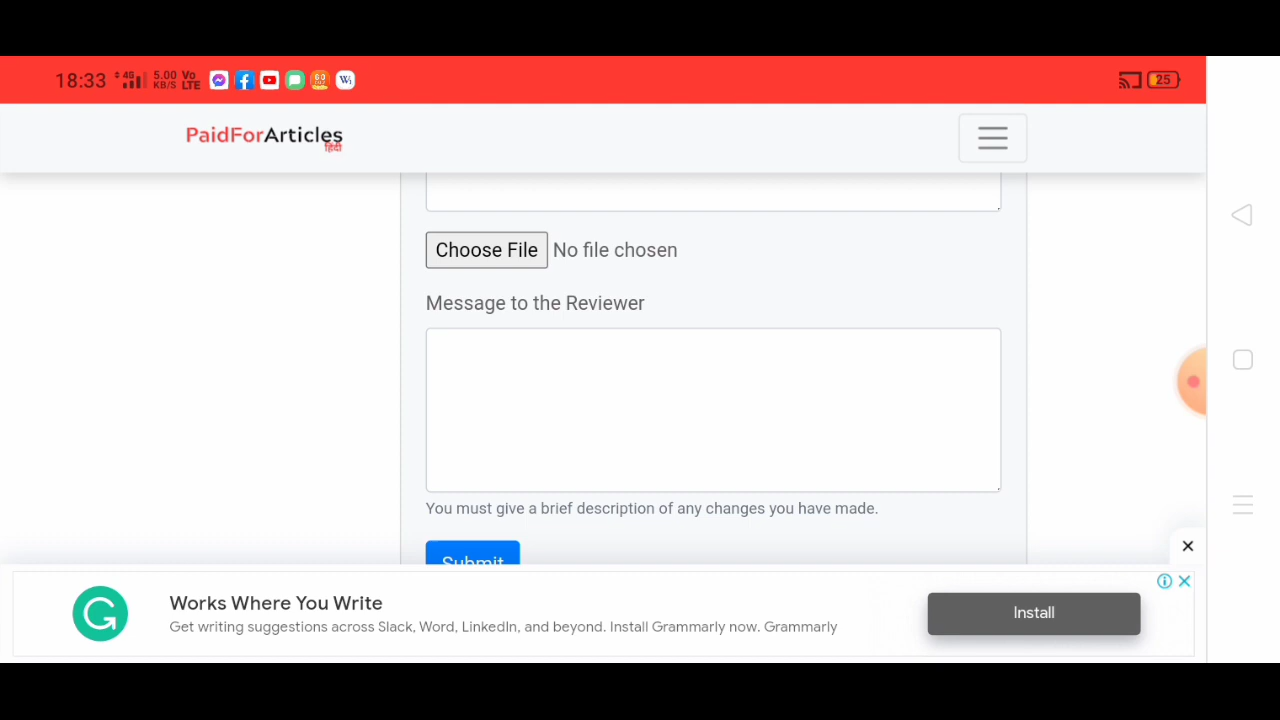 18:33 4G 5.00 KB/S Vo LTE W 25
PaidForArticles
हिंदी
Choose File No file chosen
Message to the Reviewer
You must give a brief description of any changes you have made.
Submit
Works Where You Write
Get writing suggestions across Slack, Word, LinkedIn, and beyond. Install Grammarly now. Grammarly
Install